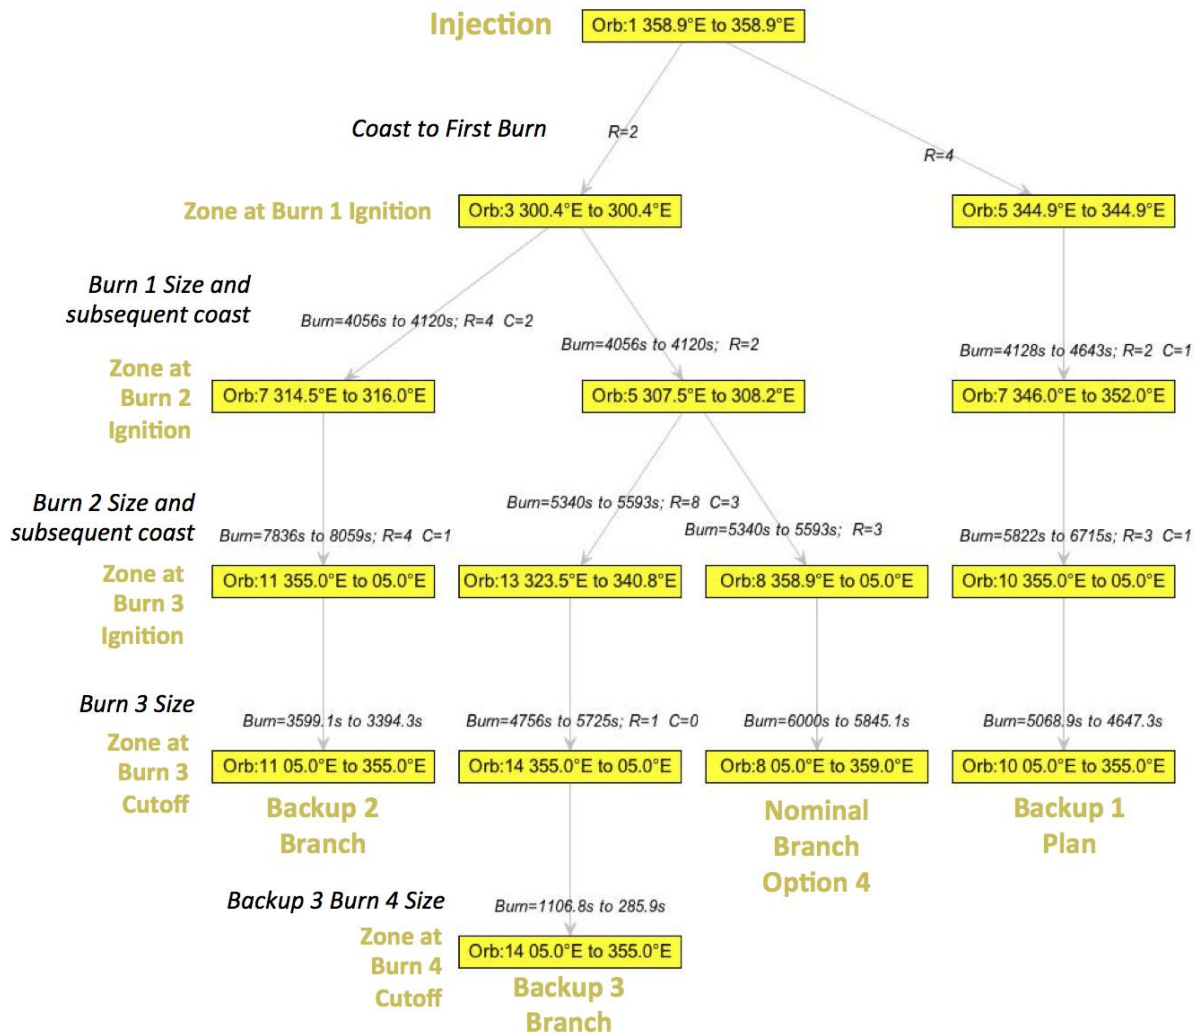 Injection
Orb:1 358.9°E to 358.9°E
Coast to First Burn
R=2
R=4
Zone at Burn 1 Ignition
Orb:3 300.4°E to 300.4°E
Orb:5 344.9°E to 344.9°E
Burn 1 Size and
subsequent coast
Burn=4056s to 4120s; R=4 C=2
Burn=4056s to 4120s; R=2
Burn=4128s to 4643s; R=2 C=1
Zone at
Burn 2
Ignition
Orb:7 314.5°E to 316.0°E
Orb:5 307.5°E to 308.2°E
Orb:7 346.0°E to 352.0°E
Burn 2 Size and
subsequent coast
Burn=7836s to 8059s; R=4 C=1
Burn=5340s to 5593s; R=8 C=3
Burn=5340s to 5593s; R=3
Burn=5822s to 6715s; R=3 C=1
Zone at
Burn 3
Ignition
Orb:11 355.0°E to 05.0°E
Orb:13 323.5°E to 340.8°E
Orb:8 358.9°E to 05.0°E
Orb:10 355.0°E to 05.0°E
Burn 3 Size
Burn=3599.1s to 3394.3s
Burn=4756s to 5725s; R=1 C=0
Burn=6000s to 5845.1s
Burn=5068.9s to 4647.3s
Zone at
Burn 3
Cutoff
Orb:11 05.0°E to 355.0°E
Orb:14 355.0°E to 05.0°E
Orb:8 05.0°E to 359.0°E
Orb:10 05.0°E to 355.0°E
Backup 2
Branch
Nominal
Branch
Option 4
Backup 1
Plan
Backup 3 Burn 4 Size
Burn=1106.8s to 285.9s
Zone at
Burn 4
Cutoff
Orb:14 05.0°E to 355.0°E
Backup 3
Branch